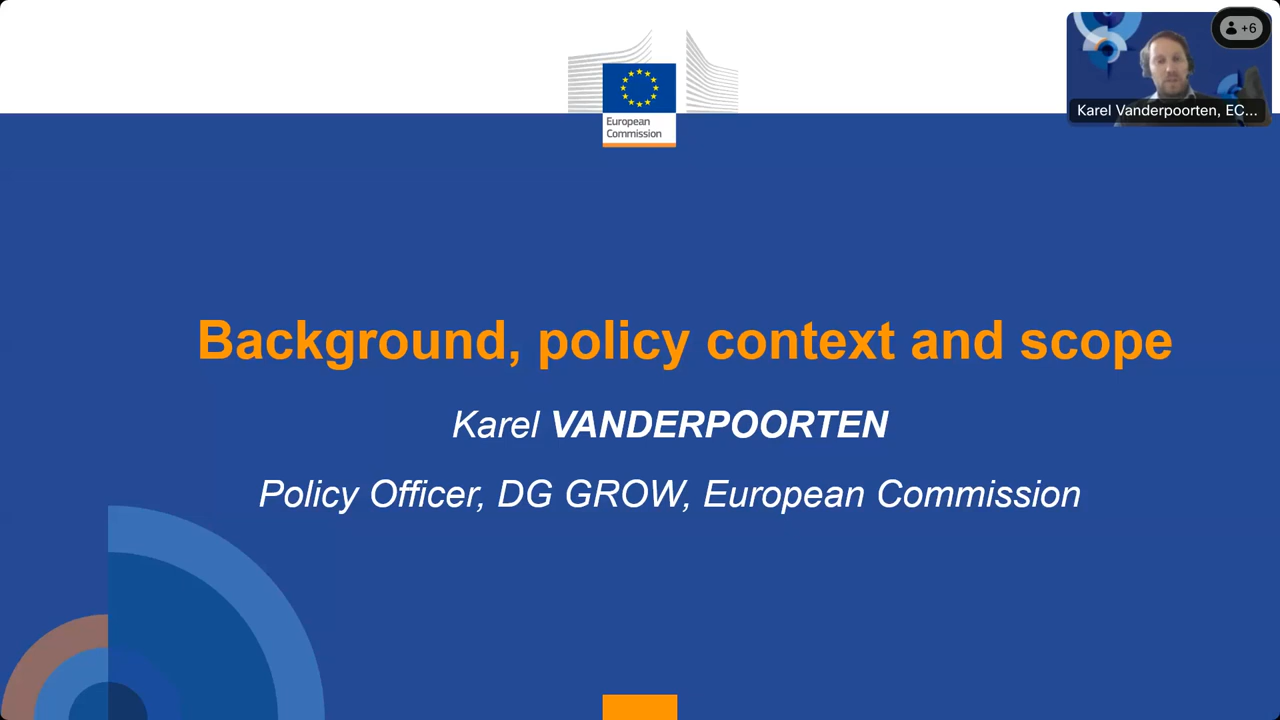 +6
Karel Vanderpoorten, EC...
European
Commission
Background, policy context and scope
Karel VANDERPOORTEN
Policy Officer, DG GROW, European Commission